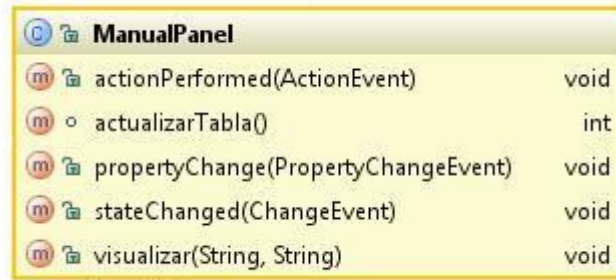 C ManualPanel
m actionPerformed(ActionEvent) void
m actualizarTabla() int
m propertyChange(PropertyChangeEvent) void
m stateChanged(ChangeEvent) void
m visualizar(String, String) void